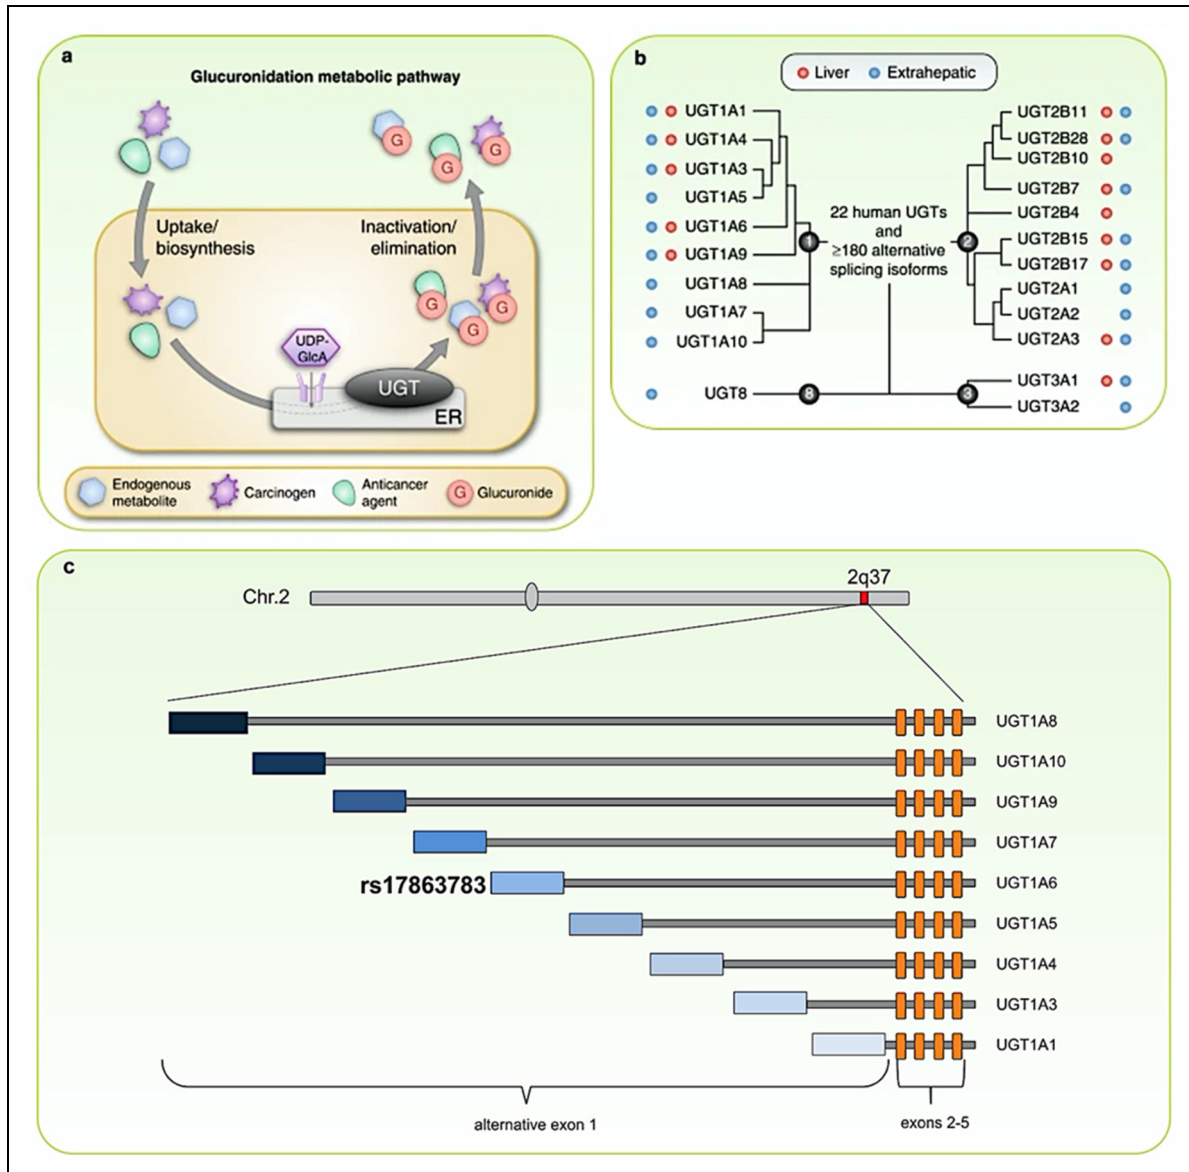 a
Glucuronidation metabolic pathway
G
G
G
Uptake/
biosynthesis
Inactivation/
elimination
G
G
G
UDP-
GlcA
UGT
ER
Endogenous
metabolite
Carcinogen
Anticancer
agent
G
Glucuronide
b
Liver
Extrahepatic
UGT1A1
UGT1A4
UGT1A3
UGT1A5
UGT1A6
UGT1A9
UGT1A8
UGT1A7
UGT1A10
UGT8
1
8
22 human UGTs
and
≥180 alternative
splicing isoforms
2
3
UGT2B11
UGT2B28
UGT2B10
UGT2B7
UGT2B4
UGT2B15
UGT2B17
UGT2A1
UGT2A2
UGT2A3
UGT3A1
UGT3A2
c
2q37
Chr.2
UGT1A8
UGT1A10
UGT1A9
UGT1A7
rs17863783
UGT1A6
UGT1A5
UGT1A4
UGT1A3
UGT1A1
alternative exon 1
exons 2-5